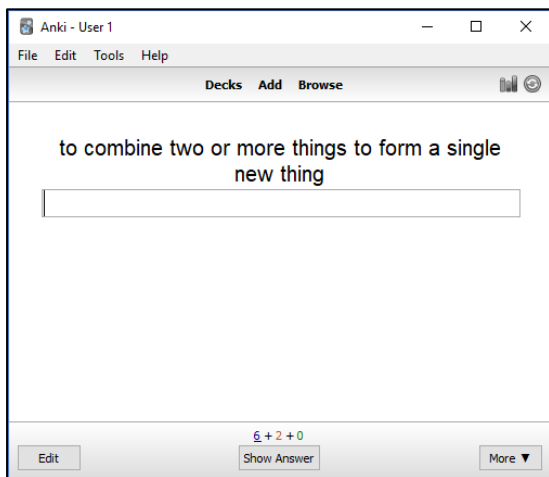 Anki - User 1
File Edit Tools Help
Decks Add Browse
to combine two or more things to form a single
new thing
6 + 2 + 0
Edit Show Answer More ▼